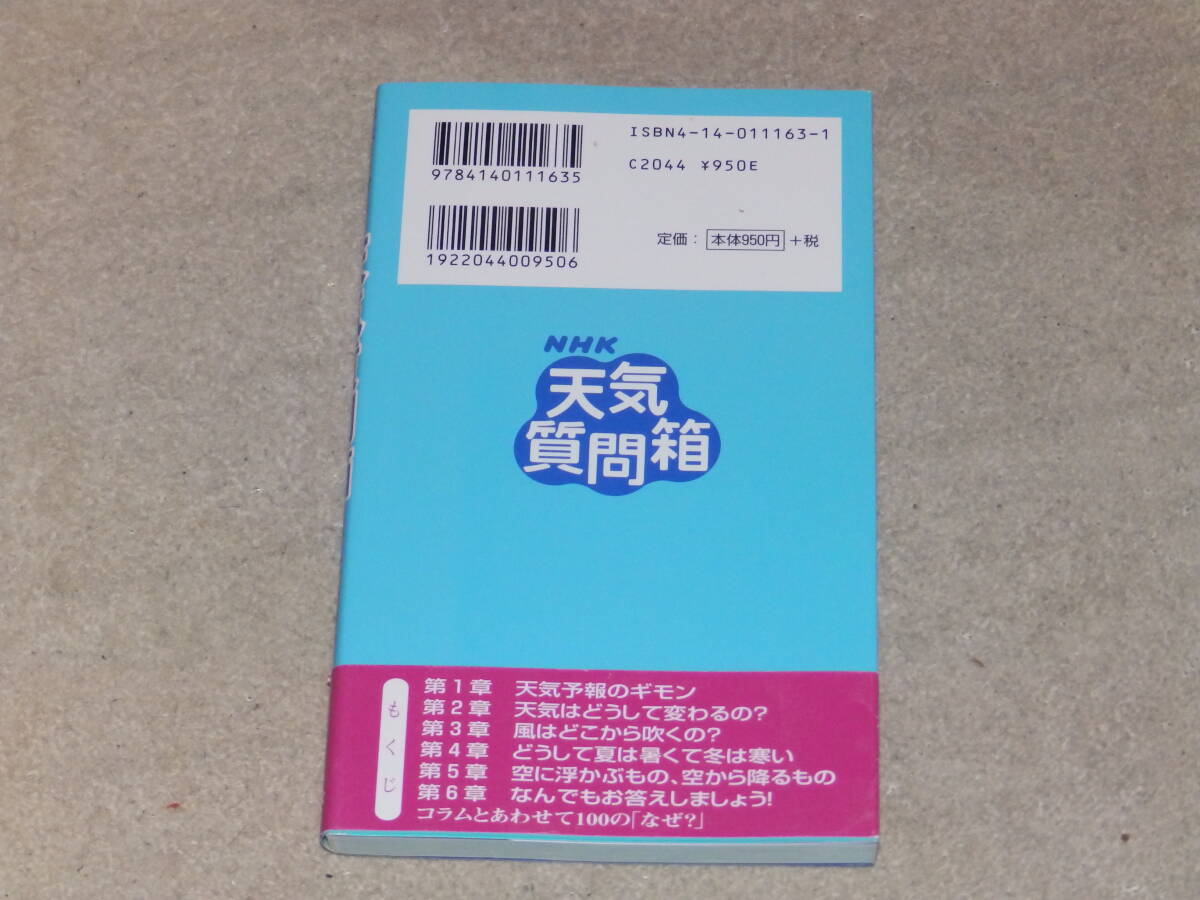 ISBN4-14-011163-1
9784140111635
C2044 ¥950E
1922044009506
定価： 本体950円 +税
NHK
天気
質問箱
もくじ
第1章 天気予報のギモン
第2章 天気はどうして変わるの?
第3章 風はどこから吹くの?
第4章 どうして夏は暑くて冬は寒い
第5章 空に浮かぶもの、空から降るもの
第6章 なんでもお答えしましょう!
コラムとあわせて100の「なぜ?」